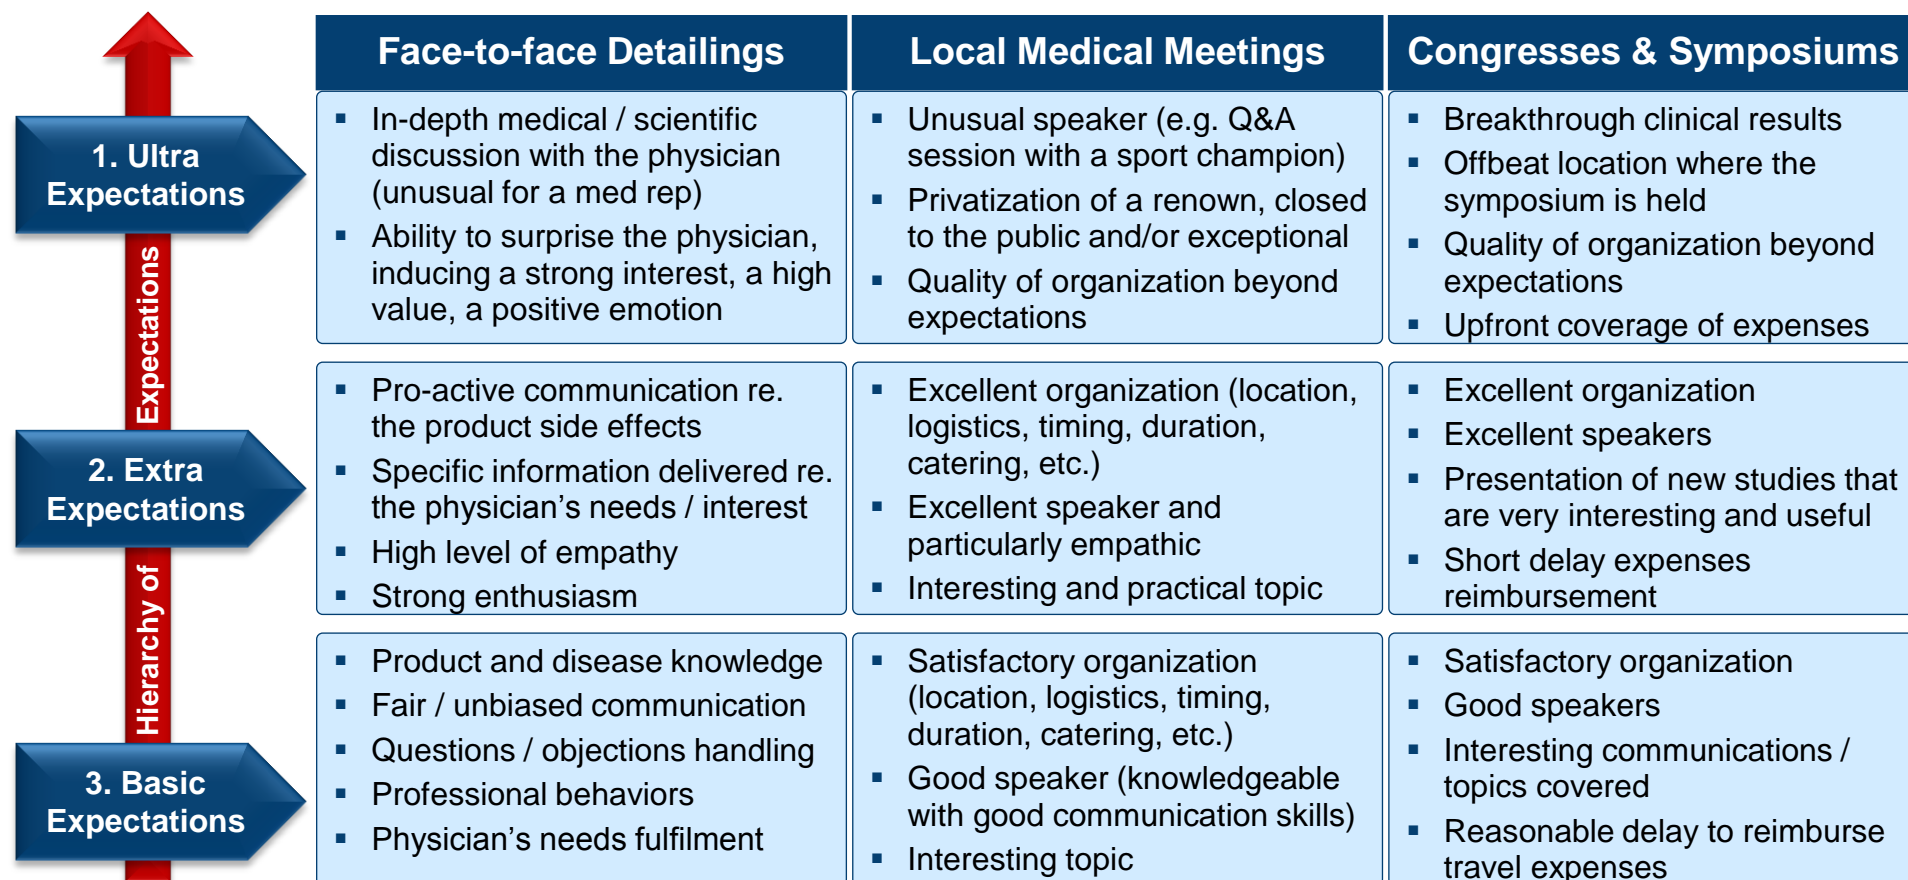 Face-to-face Detailings
Local Medical Meetings
Congresses & Symposiums
1. Ultra
Expectations
▪ In-depth medical / scientific
discussion with the physician
(unusual for a med rep)
▪ Ability to surprise the physician,
inducing a strong interest, a high
value, a positive emotion
▪ Unusual speaker (e.g. Q&A
session with a sport champion)
▪ Privatization of a renown, closed
to the public and/or exceptional
▪ Quality of organization beyond
expectations
▪ Breakthrough clinical results
▪ Offbeat location where the
symposium is held
▪ Quality of organization beyond
expectations
▪ Upfront coverage of expenses
Hierarchy of Expectations
2. Extra
Expectations
▪ Pro-active communication re.
the product side effects
▪ Specific information delivered re.
the physician’s needs / interest
▪ High level of empathy
▪ Strong enthusiasm
▪ Excellent organization (location,
logistics, timing, duration,
catering, etc.)
▪ Excellent speaker and
particularly empathic
▪ Interesting and practical topic
▪ Excellent organization
▪ Excellent speakers
▪ Presentation of new studies that
are very interesting and useful
▪ Short delay expenses
reimbursement
3. Basic
Expectations
▪ Product and disease knowledge
▪ Fair / unbiased communication
▪ Questions / objections handling
▪ Professional behaviors
▪ Physician’s needs fulfilment
▪ Satisfactory organization
(location, logistics, timing,
duration, catering, etc.)
▪ Good speaker (knowledgeable
with good communication skills)
▪ Interesting topic
▪ Satisfactory organization
▪ Good speakers
▪ Interesting communications /
topics covered
▪ Reasonable delay to reimburse
travel expenses